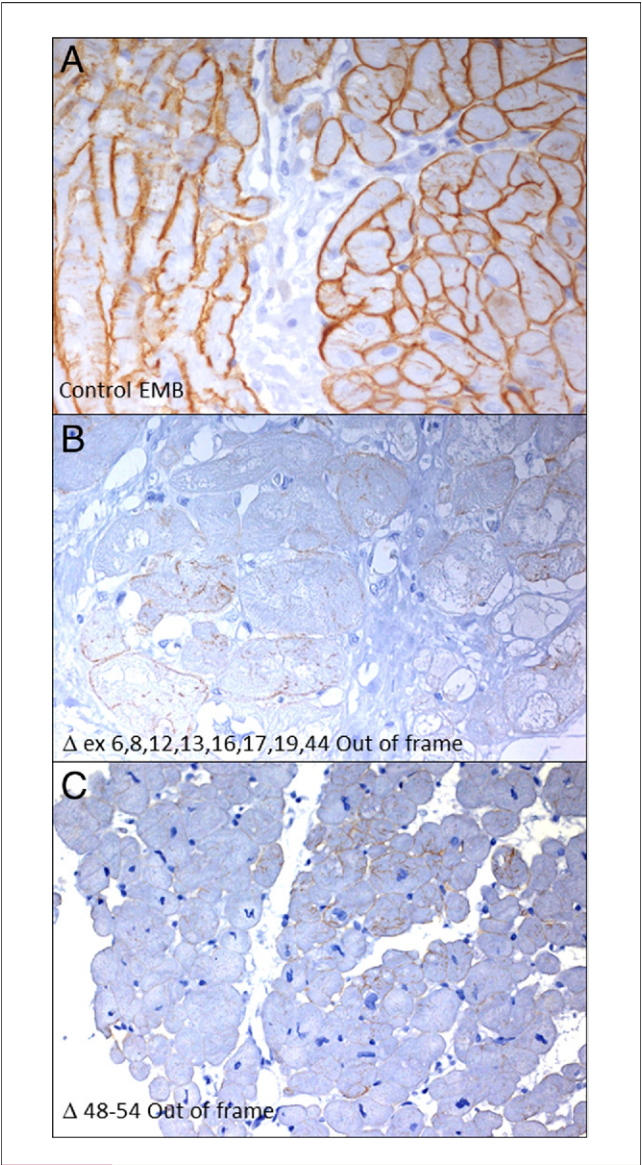 A
Control EMB
B
Δ ex 6,8,12,13,16,17,19,44 Out of frame
C
Δ 48-54 Out of frame